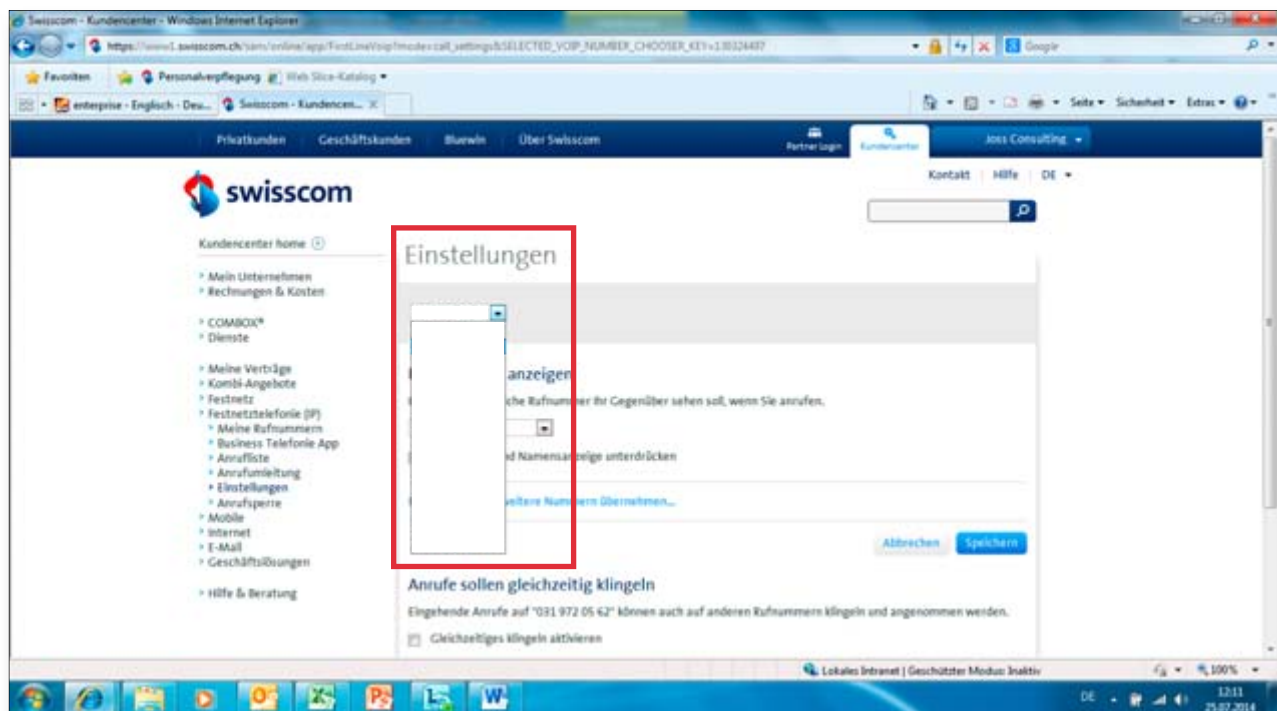 Swisscom - Kundencenter - Windows Internet Explorer
Google
Favoriten Personalverpflegung Web Slice-Katalog
enterprise - Englisch - Deu... Swisscom - Kundencen... Seite Sicherheit Extras
Privatkunden Geschäftskunden Bluewin Über Swisscom Partner Login Kundencenter Joss Consulting
Kontakt Hilfe DE
swisscom
Kundencenter home
Einstellungen
Mein Unternehmen
Rechnungen & Kosten
COMBOX®
Dienste
Meine Verträge
Kombi-Angebote
Festnetz
Festnetztelefonie (IP)
Meine Rufnummern
Business Telefonie App
Anrufliste
Anrufumleitung
Einstellungen
Anrufsperre
Mobile
Internet
E-Mail
Geschäftslösungen
Hilfe & Beratung
anzeigen
che Rufnummer Ihr Gegenüber sehen soll, wenn Sie anrufen.
d Namensanzeige unterdrücken
weitere Nummern übernehmen...
Abbrechen Speichern
Anrufe sollen gleichzeitig klingeln
Eingehende Anrufe auf "031 972 05 62" können auch auf anderen Rufnummern klingeln und angenommen werden.
Gleichzeitiges klingeln aktivieren
Lokales Intranet | Geschützter Modus: Inaktiv 100%
DE 12:11
25.07.2014